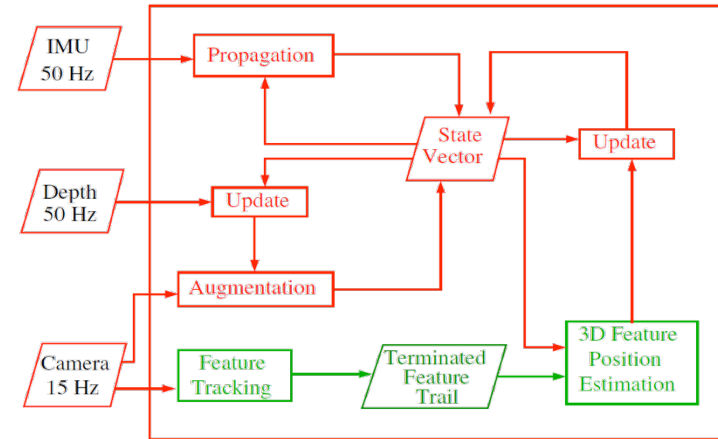 IMU
50 Hz
Propagation
State
Vector
Update
Depth
50 Hz
Update
Augmentation
Camera
15 Hz
Feature
Tracking
Terminated
Feature
Trail
3D Feature
Position
Estimation